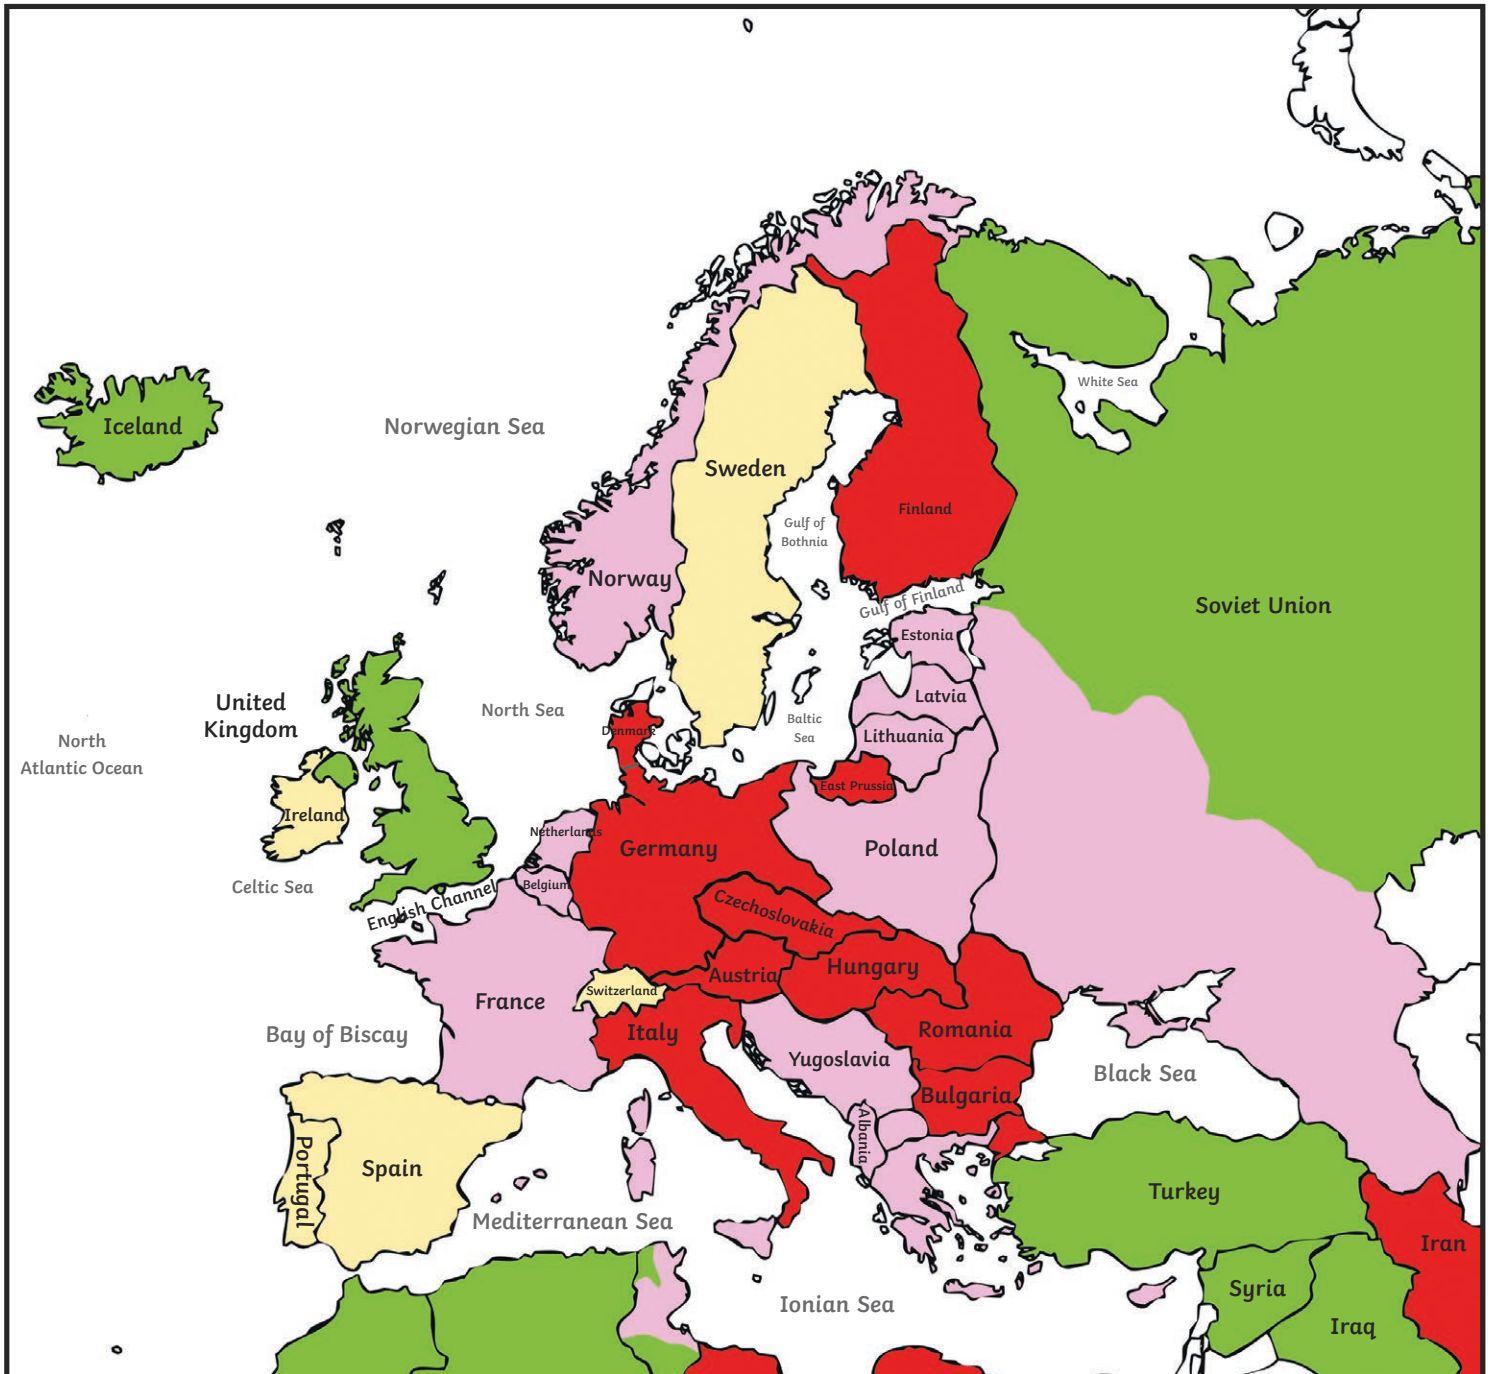 White Sea
Iceland
Norwegian Sea
Sweden
Finland
Gulf of
Bothnia
Norway
Gulf of Finland
Soviet Union
Estonia
United
Kingdom
North Sea
Latvia
Baltic
Sea
Denmark
Lithuania
North
Atlantic Ocean
East Prussia
Ireland
Netherlands
Germany
Poland
Celtic Sea
English Channel
Belgium
Czechoslovakia
Austria
Hungary
Switzerland
France
Italy
Romania
Bay of Biscay
Yugoslavia
Black Sea
Bulgaria
Albania
Portugal
Spain
Turkey
Mediterranean Sea
Iran
Syria
Ionian Sea
Iraq